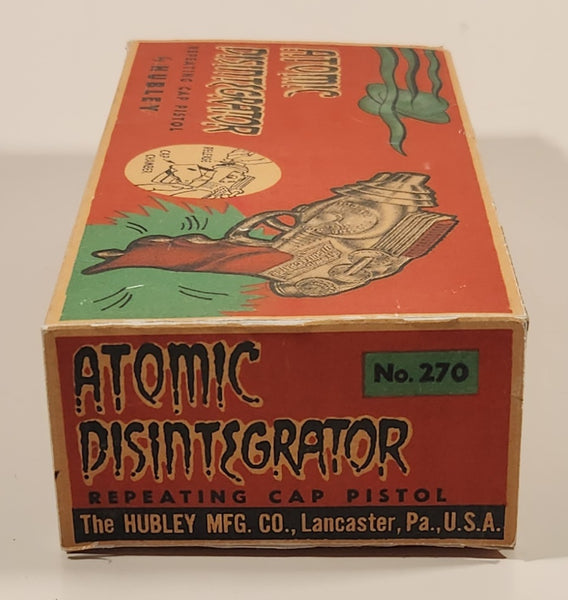 ATOMIC
DISINTEGRATOR
REPEATING CAP PISTOL
by HUBLEY
ATOMIC
DISINTEGRATOR
No. 270
REPEATING CAP PISTOL
The HUBLEY MFG. CO., Lancaster, Pa., U.S.A.